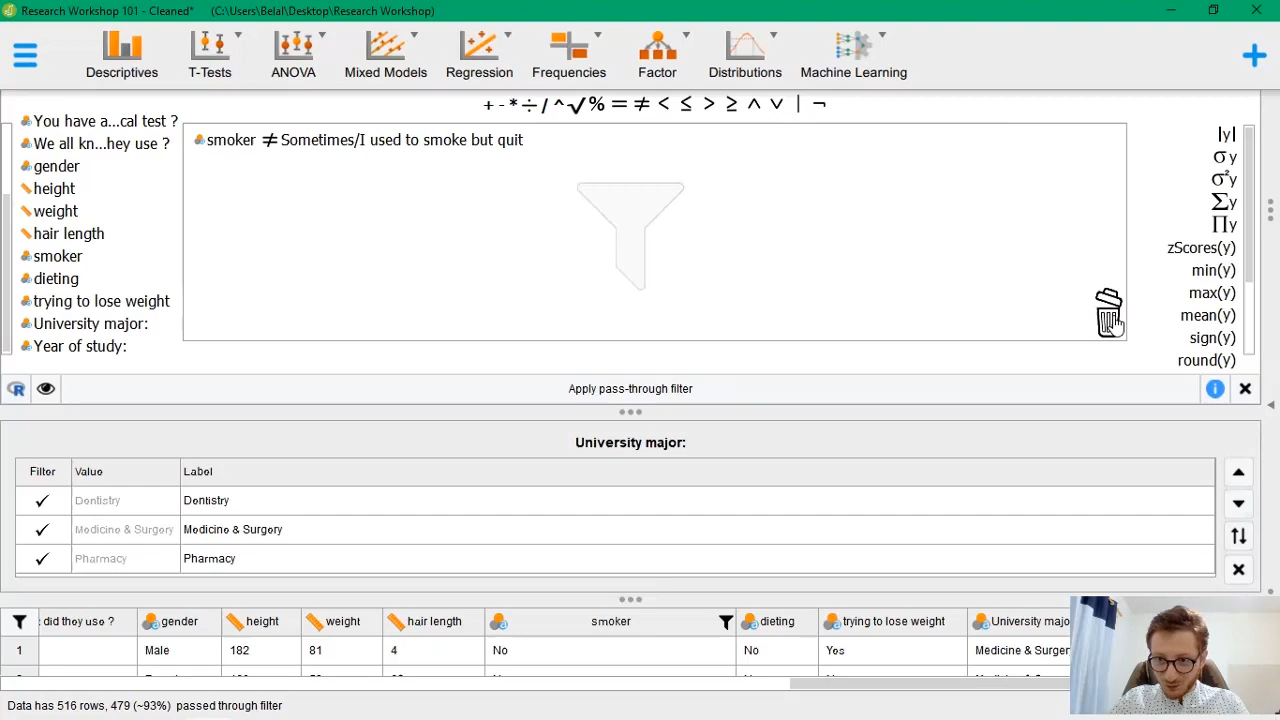 Research Workshop 101 - Cleaned* (C:\Users\Belal\Desktop\Research Workshop)
Descriptives T-Tests ANOVA Mixed Models Regression Frequencies Factor Distributions Machine Learning
+ - * ÷ / ^ √ % = ≠ < ≤ > ≥ ∧ ∨ | ¬
You have a...cal test ?
We all kn...hey use ?
gender
height
weight
hair length
smoker
dieting
trying to lose weight
University major:
Year of study:
smoker ≠ Sometimes/I used to smoke but quit
|y|
σ y
σ²y
∑y
∏y
zScores(y)
min(y)
max(y)
mean(y)
sign(y)
round(y)
R Apply pass-through filter i
University major:
Filter Value Label
Dentistry Dentistry
Medicine & Surgery Medicine & Surgery
Pharmacy Pharmacy
did they use ? gender height weight hair length smoker dieting trying to lose weight University majo
1 Male 182 81 4 No No Yes Medicine & Surger
Data has 516 rows, 479 (~93%) passed through filter